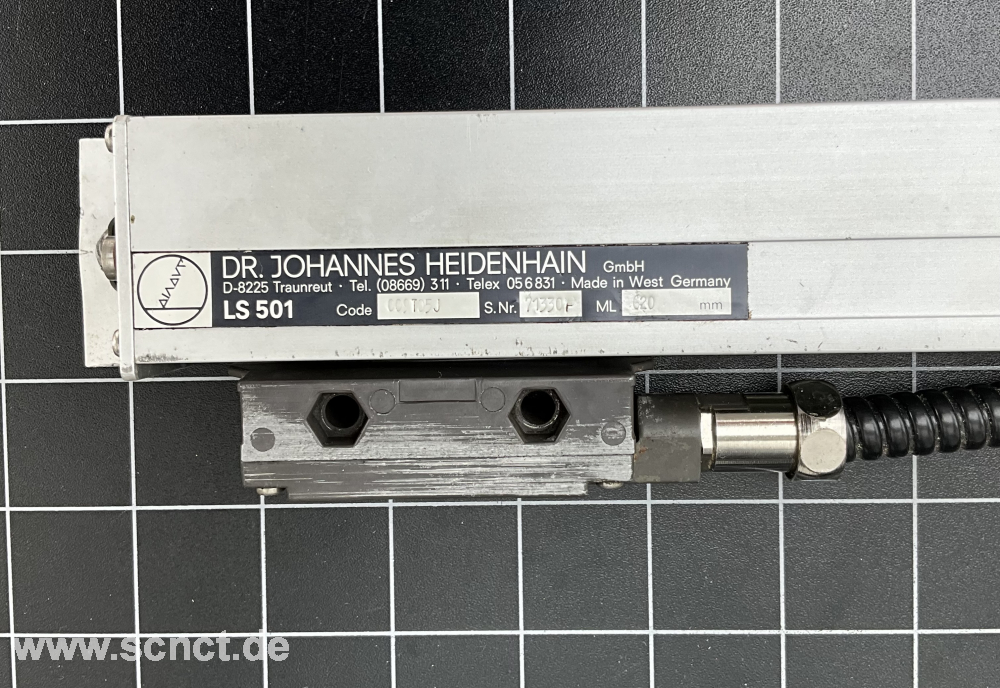 DR. JOHANNES HEIDENHAIN GmbH
D-8225 Traunreut · Tel. (08669) 311 · Telex 056831 · Made in West Germany
LS 501 Code S.Nr. ML 620 mm
www.scnct.de